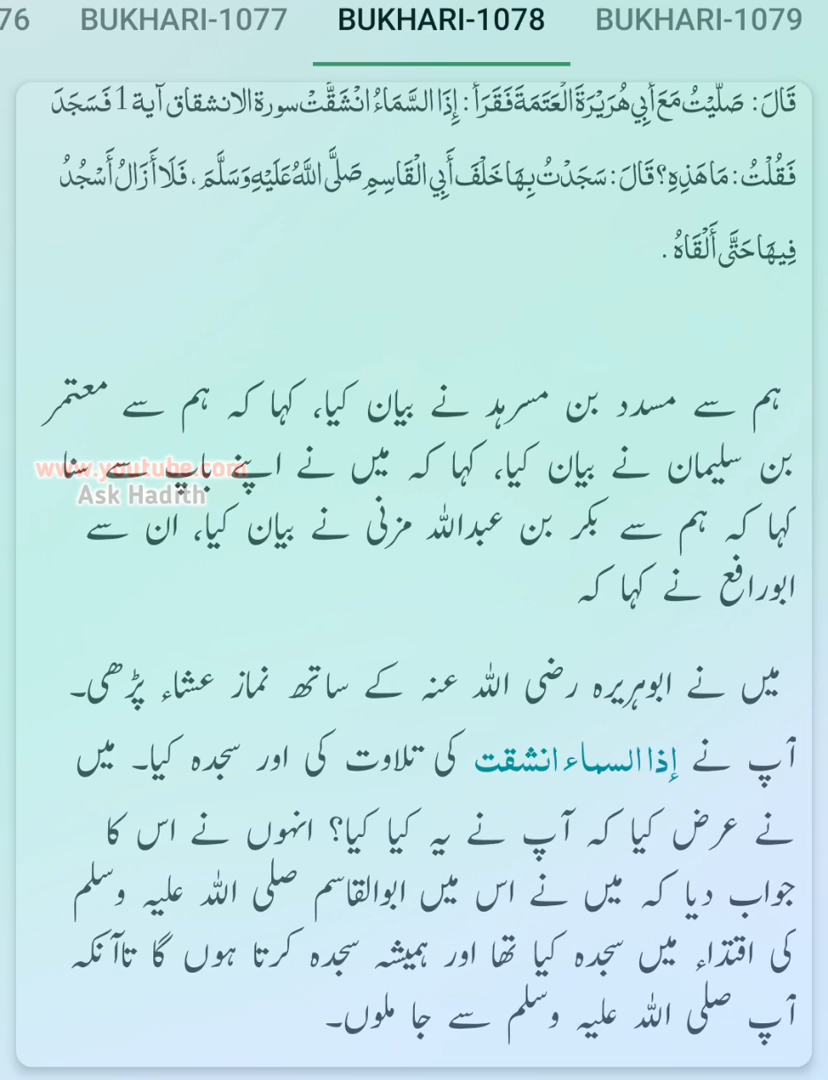 76 BUKHARI-1077 BUKHARI-1078 BUKHARI-1079
قَالَ: صَلَّيْتُ مَعَ أَبِي هُرَيْرَةَ الْعَتَمَةَ فَقَرَأَ: إِذَا السَّمَاءُ انْشَقَّتْ سورة الانشقاق آية 1 فَسَجَدَ
فَقُلْتُ: مَا هَذِهِ؟ قَالَ: سَجَدْتُ بِهَا خَلْفَ أَبِي الْقَاسِمِ صَلَّى اللَّهُ عَلَيْهِ وَسَلَّمَ، فَلَا أَزَالُ أَسْجُدُ
فِيهَا حَتَّى أَلْقَاهُ.
ہم سے مسدد بن مسرہد نے بیان کیا، کہا کہ ہم سے معتمر
بن سلیمان نے بیان کیا، کہا کہ میں نے اپنے باپ سے سنا
www.youtube.com
Ask Hadith
کہا کہ ہم سے بکر بن عبداللہ مزنی نے بیان کیا، ان سے
ابورافع نے کہا کہ
میں نے ابوہریرہ رضی اللہ عنہ کے ساتھ نماز عشاء پڑھی۔
آپ نے إذا السماء انشقت کی تلاوت کی اور سجدہ کیا۔ میں
نے عرض کیا کہ آپ نے یہ کیا کیا؟ انہوں نے اس کا
جواب دیا کہ میں نے اس میں ابوالقاسم صلی اللہ علیہ وسلم
کی اقتداء میں سجدہ کیا تھا اور ہمیشہ سجدہ کرتا ہوں گا تاآنکہ
آپ صلی اللہ علیہ وسلم سے جا ملوں۔